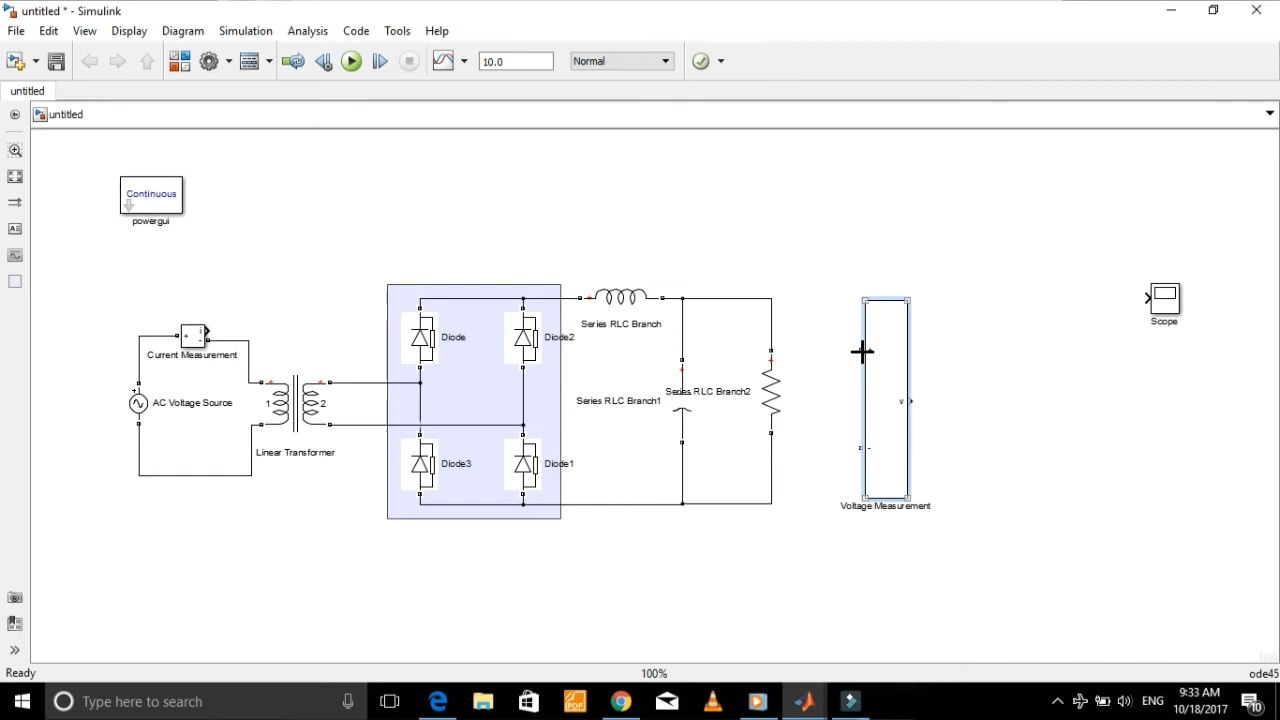 untitled * - Simulink
File Edit View Display Diagram Simulation Analysis Code Tools Help
10.0
Normal
untitled
untitled
Continuous
powergui
+ i -
Current Measurement
+
AC Voltage Source
1 2
+ +
Linear Transformer
Diode
Diode2
Diode3
Diode1
+
Series RLC Branch
+
Series RLC Branch1
+
Series RLC Branch2
v
-
Voltage Measurement
Scope
Ready
100%
ode45
Type here to search
PDF
ENG
9:33 AM
10/18/2017
10